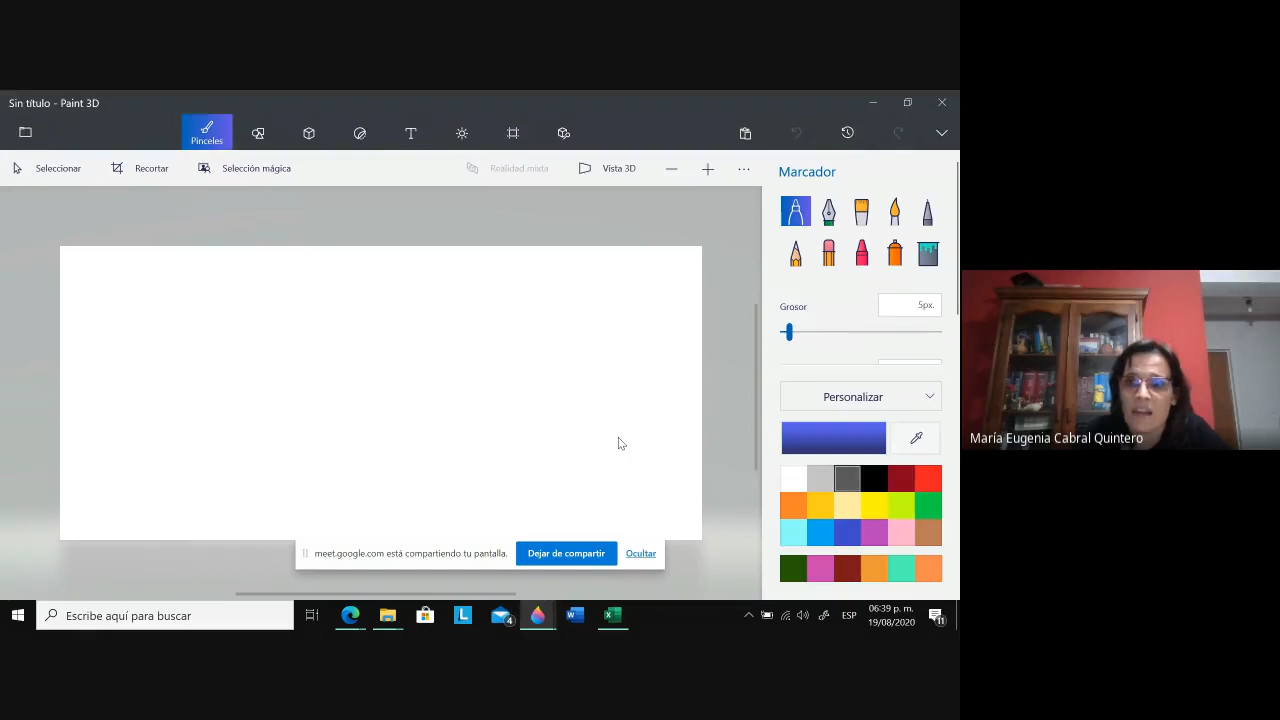 Sin título - Paint 3D
Pinceles
Seleccionar
Recortar
Selección mágica
Realidad mixta
Vista 3D
Marcador
Grosor
5px.
Personalizar
María Eugenia Cabral Quintero
meet.google.com está compartiendo tu pantalla.
Dejar de compartir
Ocultar
Escribe aquí para buscar
L
4
W
X
ESP
06:39 p. m.
19/08/2020
11